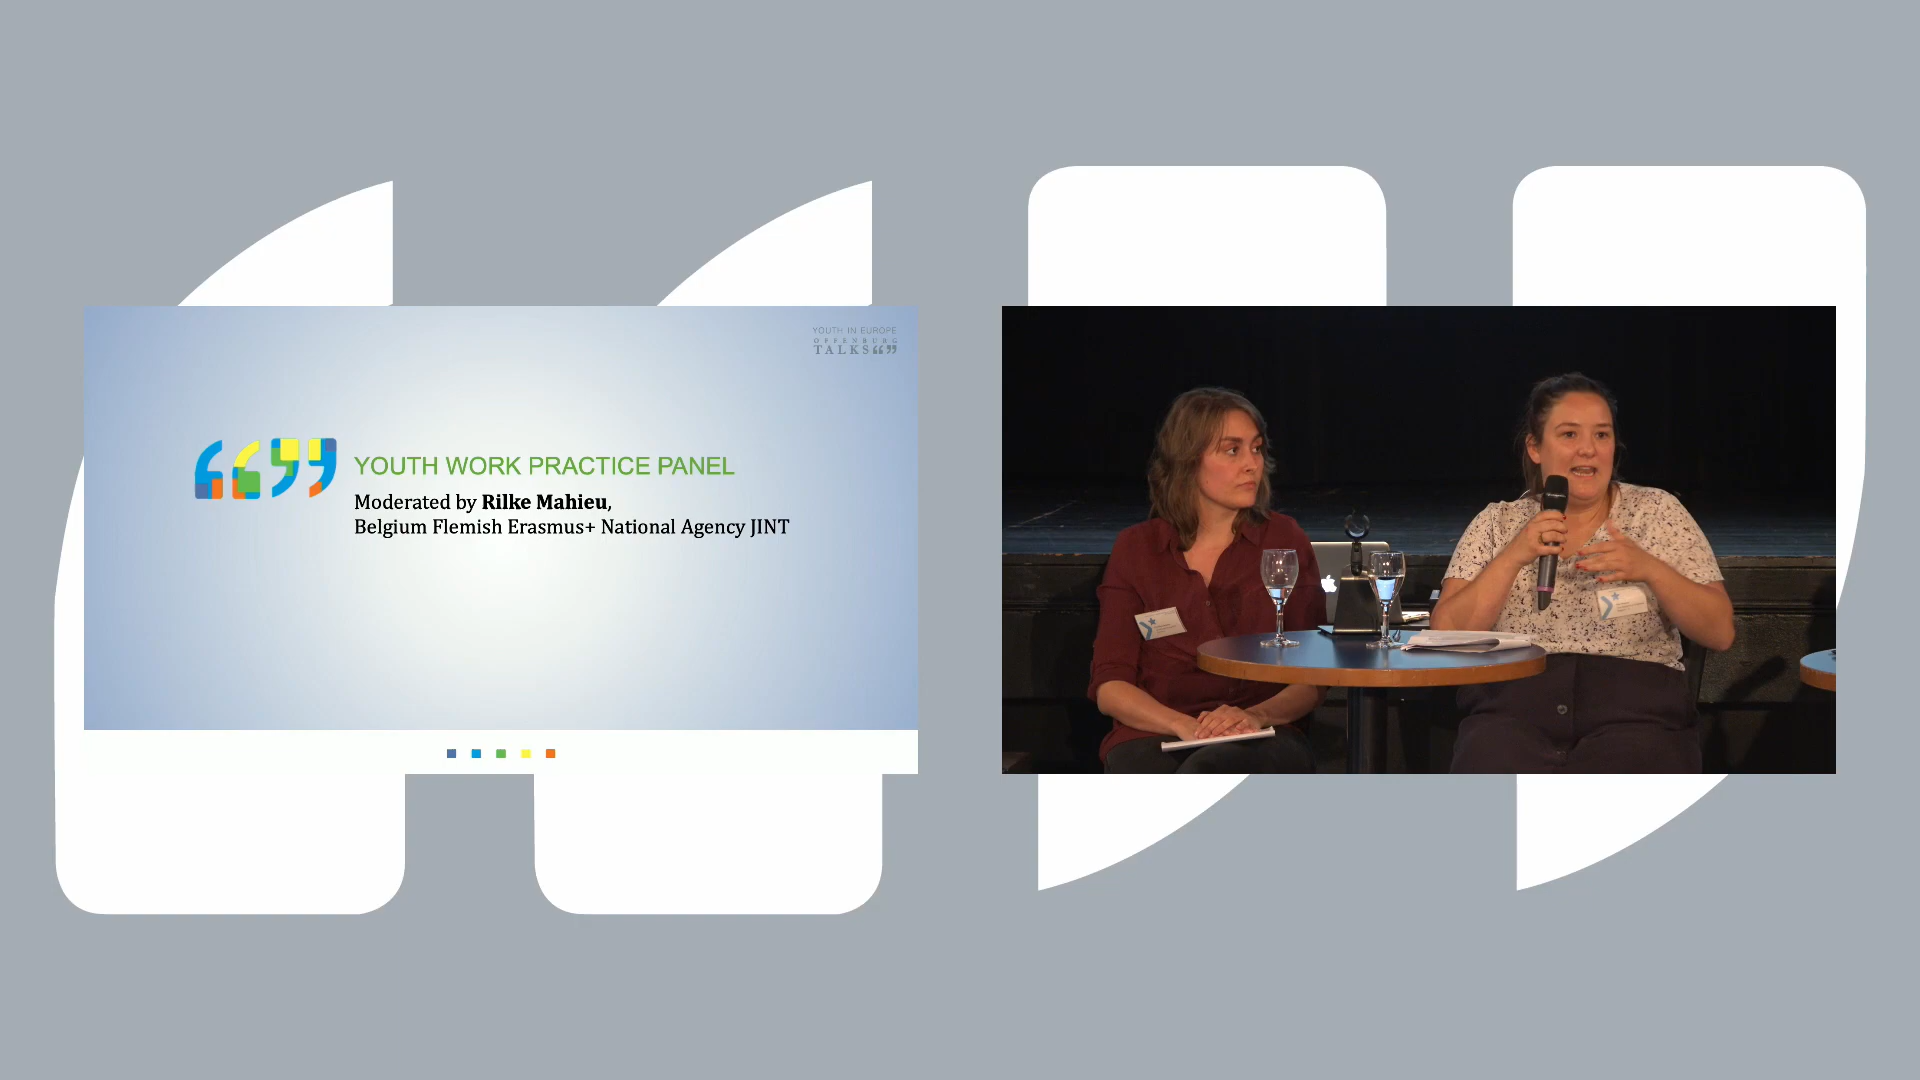 YOUTH IN EUROPE
OFFENBURG
TALKS
YOUTH WORK PRACTICE PANEL
Moderated by Rilke Mahieu,
Belgium Flemish Erasmus+ National Agency JINT